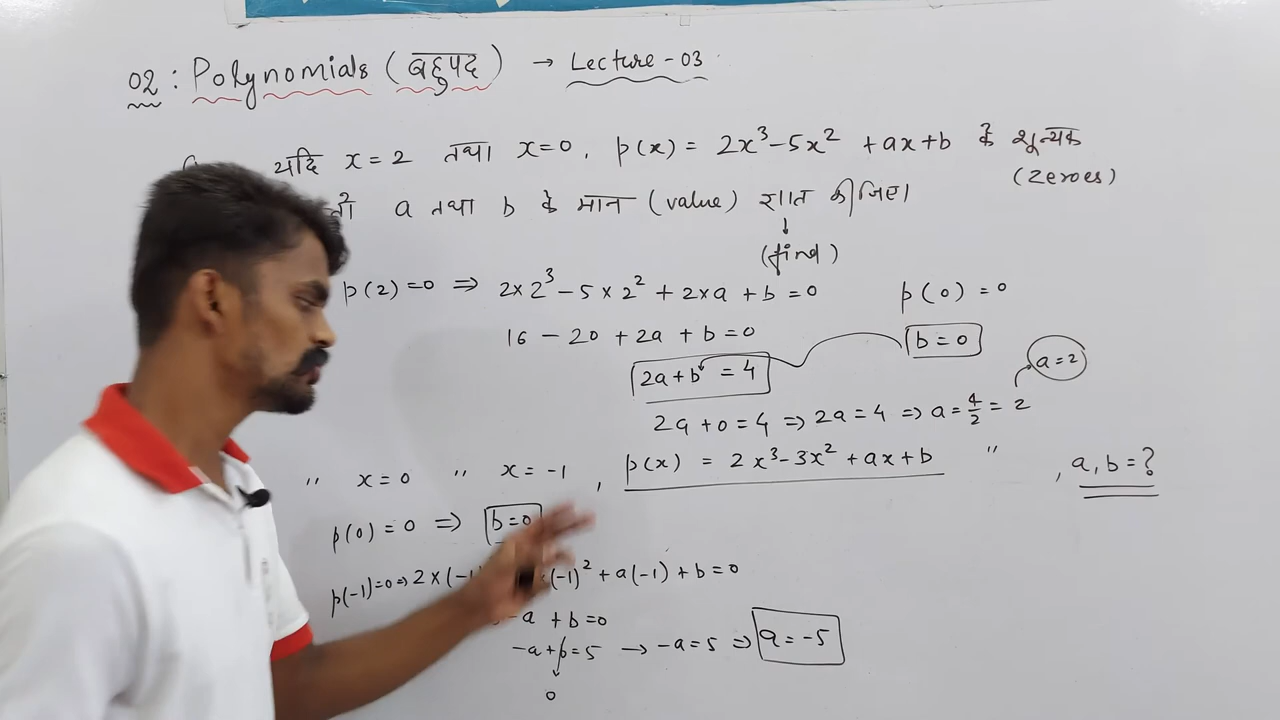 02 : Polynomials (बहुपद) → Lecture - 03
यदि x = 2 तथा x = 0, p(x) = 2x³ - 5x² + ax + b के शून्यक
(Zeroes)
a तथा b के मान (value) ज्ञात कीजिए।
↓
(find)
p(2) = 0 ⇒ 2×2³ - 5×2² + 2×a + b = 0
p(0) = 0
16 - 20 + 2a + b = 0
b = 0
2a + b = 4
a = 2
2a + 0 = 4 ⇒ 2a = 4 ⇒ a = 4/2 = 2
" x = 0 " x = -1, p(x) = 2x³ - 3x² + ax + b " , a, b = ?
p(0) = 0 ⇒ b = 0
p(-1) = 0 ⇒ 2×(-1 (-1)² + a(-1) + b = 0
-a + b = 0
-a + b = 5 → -a = 5 ⇒ a = -5
↓
0